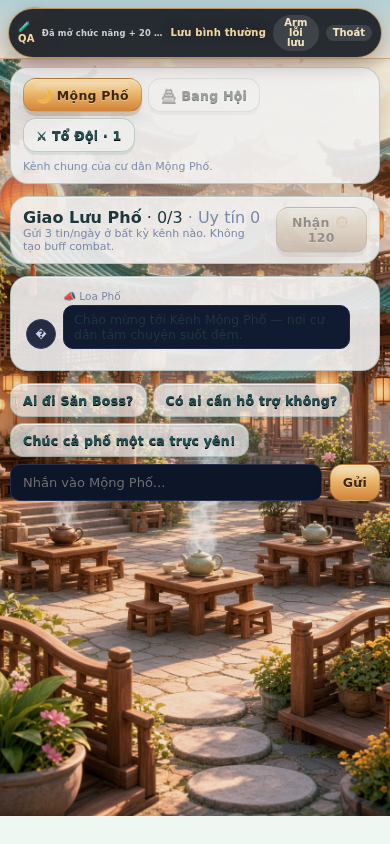 QA
Đã mở chức năng + 20 ...
Lưu bình thường
Arm
lỗi
lưu
Thoát
🌙 Mộng Phố
🏯 Bang Hội
⚔ Tổ Đội · 1
Kênh chung của cư dân Mộng Phố.
Giao Lưu Phố · 0/3 · Uy tín 0
Gửi 3 tin/ngày ở bất kỳ kênh nào. Không
tạo buff combat.
Nhận 🪙
120
📣 Loa Phố
Chào mừng tới Kênh Mộng Phố — nơi cư
dân tám chuyện suốt đêm.
Ai đi Săn Boss?
Có ai cần hỗ trợ không?
Chúc cả phố một ca trực yên!
Nhắn vào Mộng Phố...
Gửi